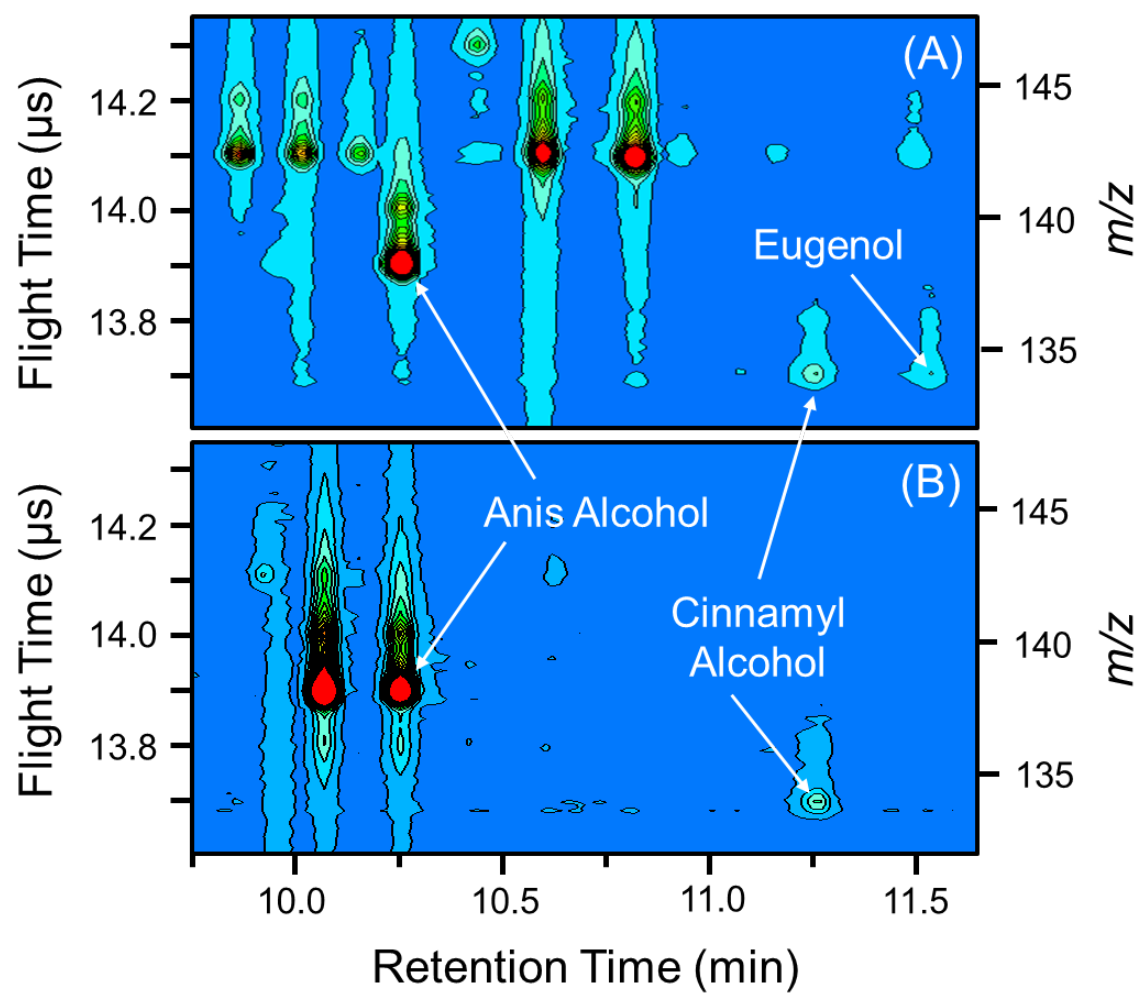 (A)
Flight Time (µs)
14.2
14.0
13.8
145
140
135
m/z
Eugenol
(B)
Flight Time (µs)
14.2
14.0
13.8
145
140
135
m/z
Anis Alcohol
Cinnamyl
Alcohol
10.0
10.5
11.0
11.5
Retention Time (min)